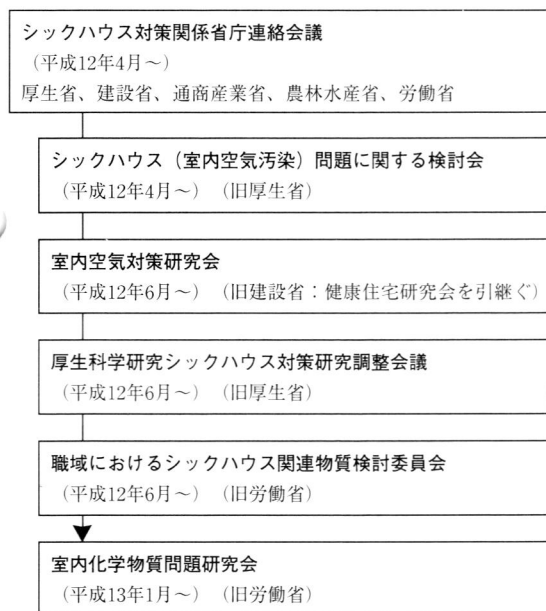 シックハウス対策関係省庁連絡会議
（平成12年4月～）
厚生省、建設省、通商産業省、農林水産省、労働省
シックハウス（室内空気汚染）問題に関する検討会
（平成12年4月～）（旧厚生省）
室内空気対策研究会
（平成12年6月～）（旧建設省：健康住宅研究会を引継ぐ）
厚生科学研究シックハウス対策研究調整会議
（平成12年6月～）（旧厚生省）
職域におけるシックハウス関連物質検討委員会
（平成12年6月～）（旧労働省）
室内化学物質問題研究会
（平成13年1月～）（旧労働省）